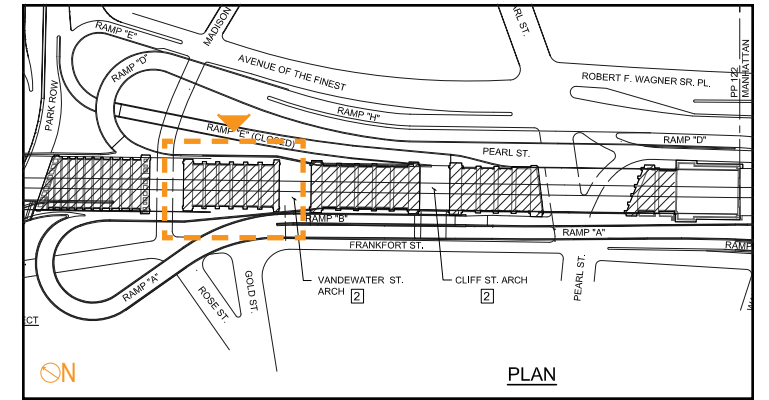 RAMP "E"
MADISON
PEARL ST.
RAMP "D"
AVENUE OF THE FINEST
ROBERT F. WAGNER SR. PL.
PP 122
MANHATTAN
PARK ROW
RAMP "H"
RAMP "E" (CLOSED)
PEARL ST.
RAMP "D"
RAMP "B"
RAMP "A"
FRANKFORT ST.
RAMP
RAMP "A"
ROSE ST.
GOLD ST.
VANDEWATER ST.
ARCH 2
CLIFF ST. ARCH
2
PEARL ST.
CT
N
PLAN